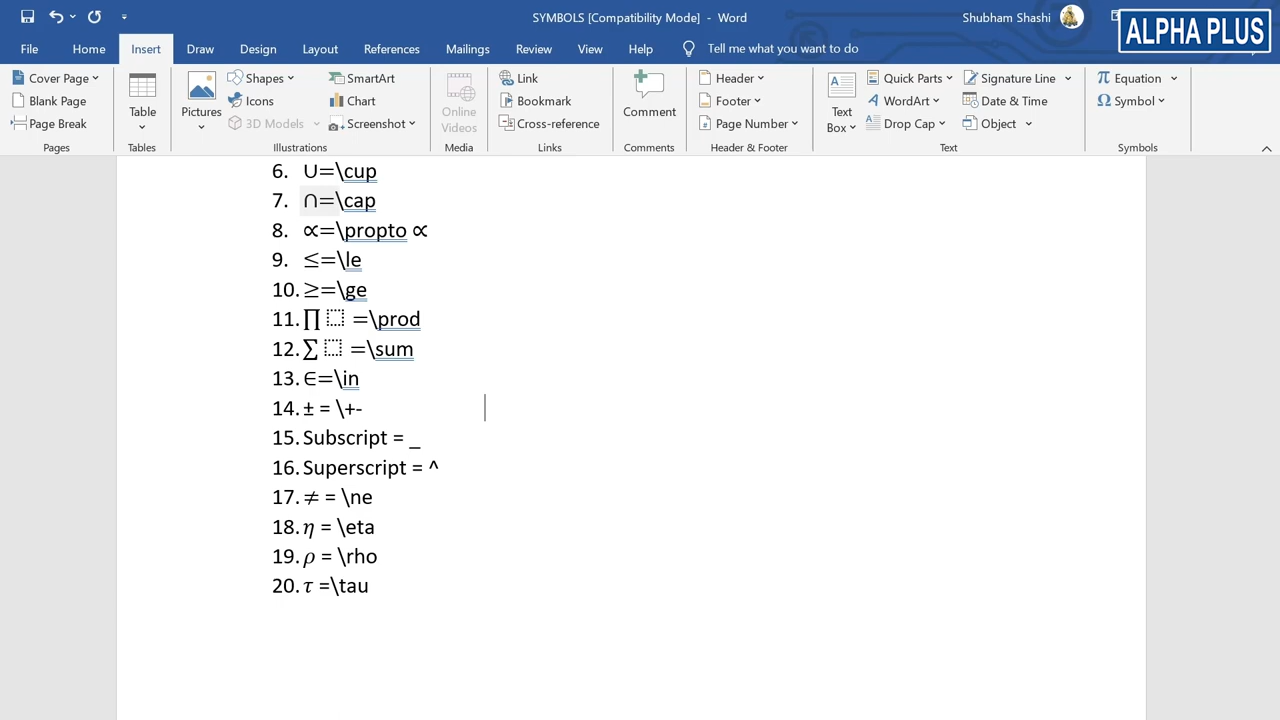 SYMBOLS [Compatibility Mode] - Word
Shubham Shashi
ALPHA PLUS
File Home Insert Draw Design Layout References Mailings Review View Help Tell me what you want to do
Cover Page
Blank Page
Page Break
Pages
Table
Tables
Pictures
Shapes
Icons
3D Models
SmartArt
Chart
Screenshot
Illustrations
Online
Videos
Media
Link
Bookmark
Cross-reference
Links
Comment
Comments
Header
Footer
Page Number
Header & Footer
Text
Box
Quick Parts
WordArt
Drop Cap
Signature Line
Date & Time
Object
Text
Equation
Symbol
Symbols
6. ∪=\cup
7. ∩=\cap
8. ∝=\propto ∝
9. ≤=\le
10. ≥=\ge
11. ∏⬚ =\prod
12. ∑⬚ =\sum
13. ∈=\in
14. ± = \+-
15. Subscript = _
16. Superscript = ^
17. ≠ = \ne
18. η = \eta
19. ρ = \rho
20. τ =\tau